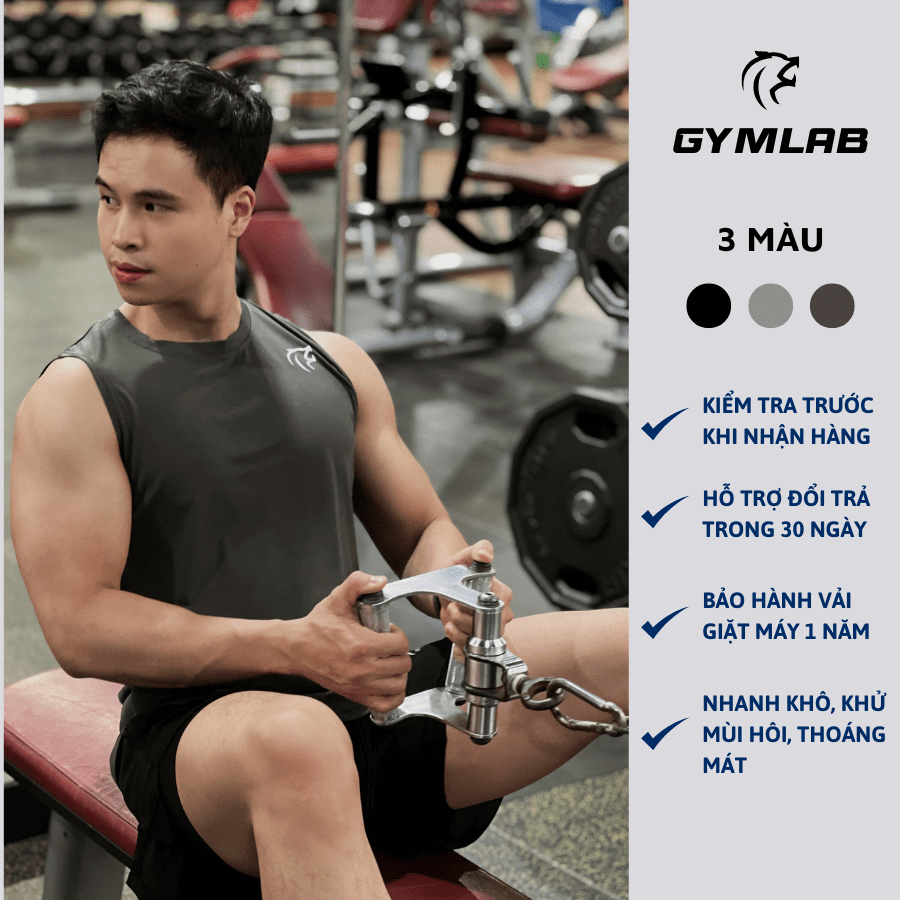 GYMLAB
3 MÀU
KIỂM TRA TRƯỚC
KHI NHẬN HÀNG
HỖ TRỢ ĐỔI TRẢ
TRONG 30 NGÀY
BẢO HÀNH VẢI
GIẶT MÁY 1 NĂM
NHANH KHÔ, KHỬ
MÙI HÔI, THOÁNG
MÁT